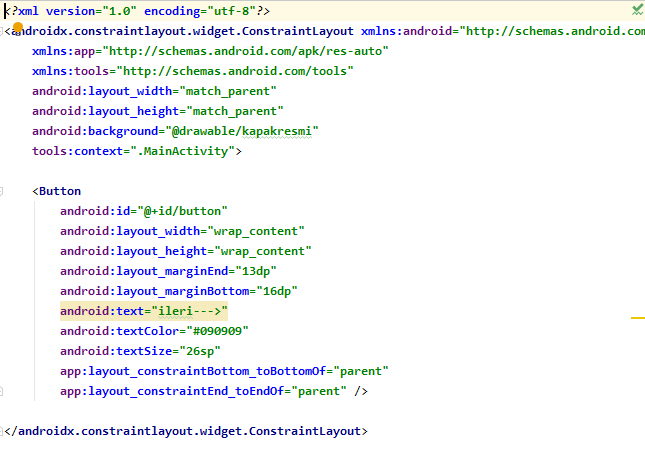 <?xml version="1.0" encoding="utf-8"?>
<androidx.constraintlayout.widget.ConstraintLayout xmlns:android="http://schemas.android.com
xmlns:app="http://schemas.android.com/apk/res-auto"
xmlns:tools="http://schemas.android.com/tools"
android:layout_width="match_parent"
android:layout_height="match_parent"
android:background="@drawable/kapakresmi"
tools:context=".MainActivity">
<Button
android:id="@+id/button"
android:layout_width="wrap_content"
android:layout_height="wrap_content"
android:layout_marginEnd="13dp"
android:layout_marginBottom="16dp"
android:text="ileri--->"
android:textColor="#090909"
android:textSize="26sp"
app:layout_constraintBottom_toBottomOf="parent"
app:layout_constraintEnd_toEndOf="parent" />
</androidx.constraintlayout.widget.ConstraintLayout>